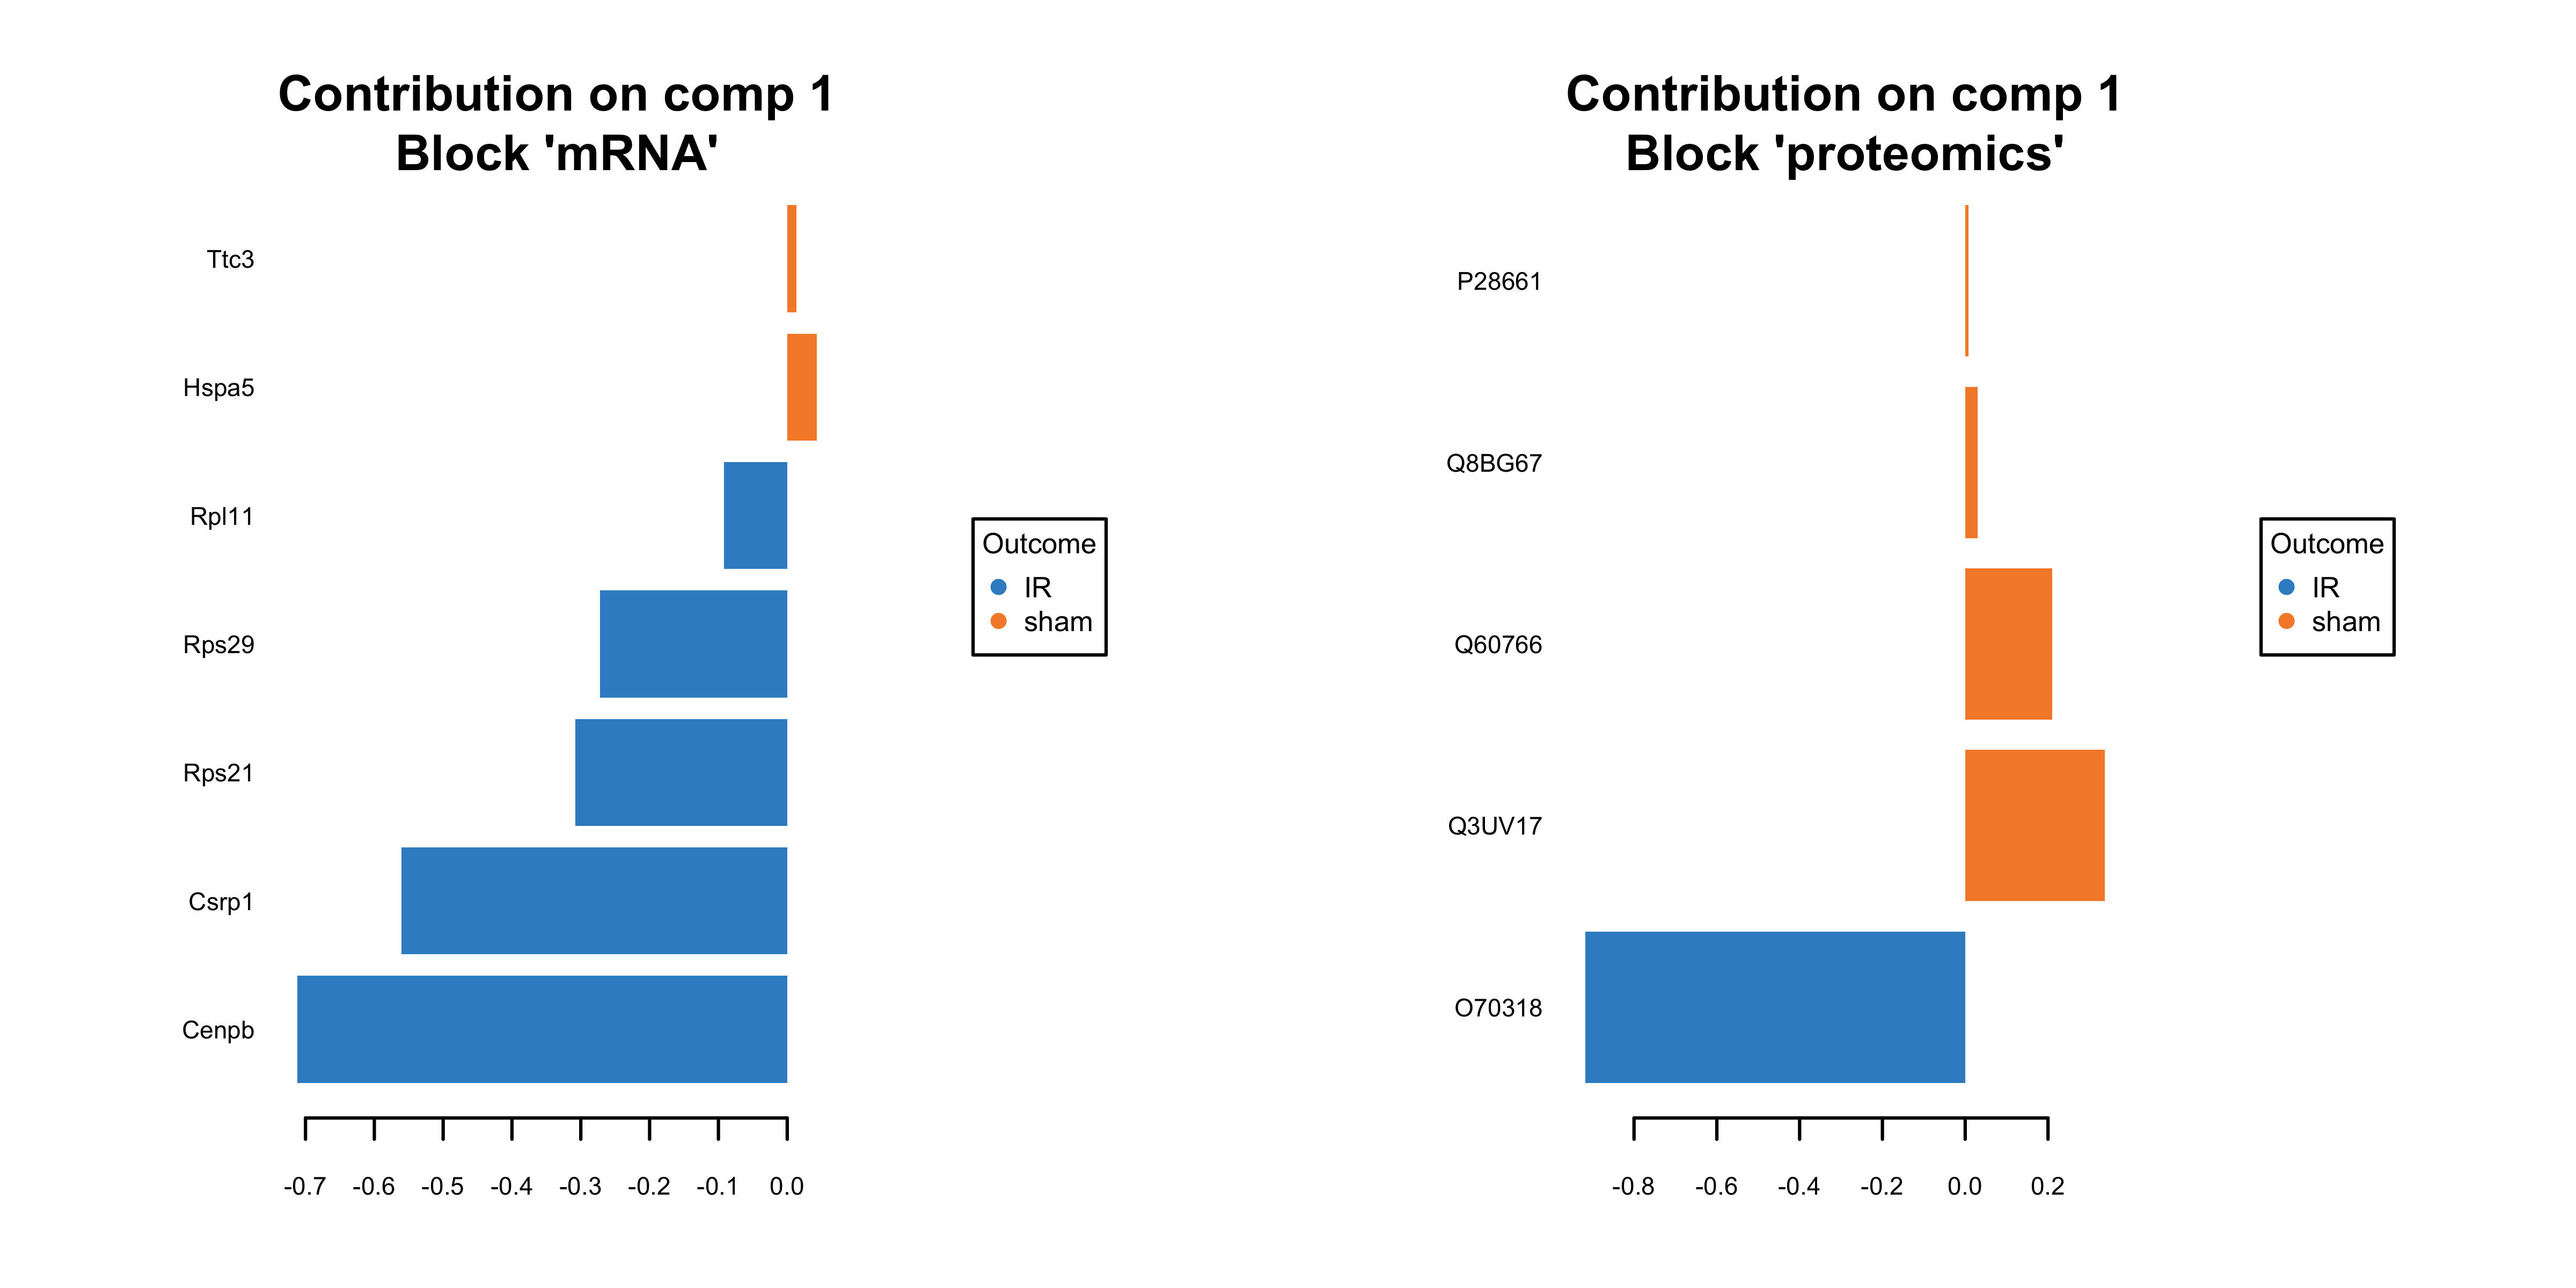 Contribution on comp 1
Block 'mRNA'
Ttc3
Hspa5
Rpl11
Rps29
Rps21
Csrp1
Cenpb
-0.7 -0.6 -0.5 -0.4 -0.3 -0.2 -0.1 0.0
Outcome
IR
sham
Contribution on comp 1
Block 'proteomics'
P28661
Q8BG67
Q60766
Q3UV17
O70318
-0.8 -0.6 -0.4 -0.2 0.0 0.2
Outcome
IR
sham